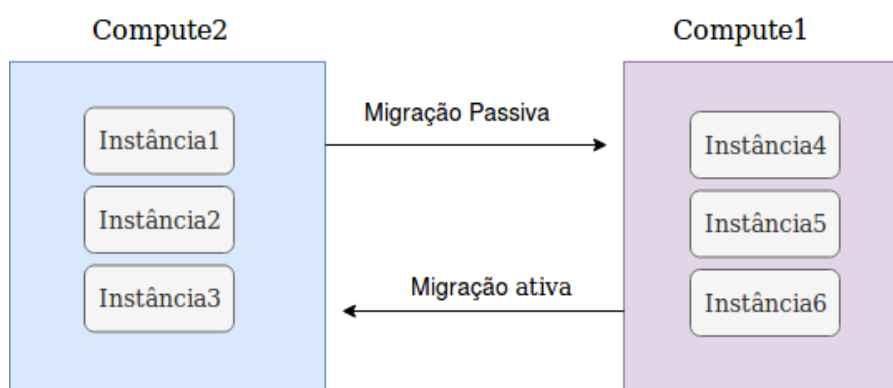 Compute2
Compute1
Migração Passiva
Instância1
Instância4
Instância2
Instância5
Migração ativa
Instância3
Instância6